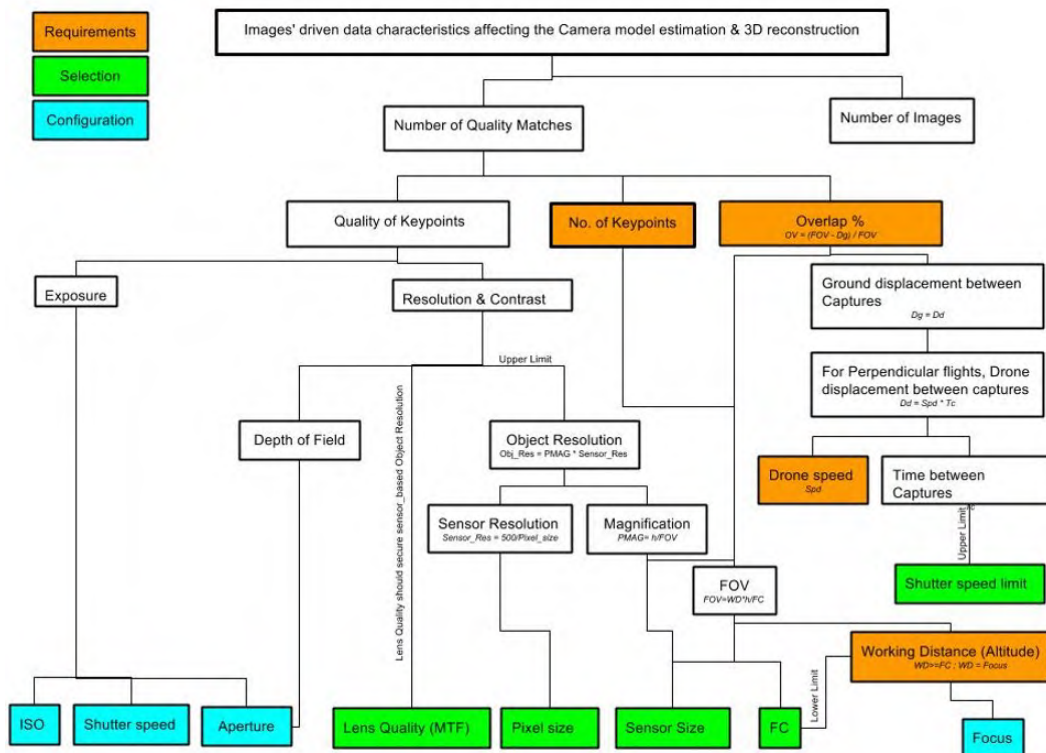 Requirements
Selection
Configuration
Images' driven data characteristics affecting the Camera model estimation & 3D reconstruction
Number of Quality Matches
Number of Images
Quality of Keypoints
No. of Keypoints
Overlap %
OV = (FOV - Dg) / FOV
Exposure
Resolution & Contrast
Ground displacement between
Captures
Dg = Dd
Upper Limit
For Perpendicular flights, Drone
displacement between captures
Dd = Spd * Tc
Lens Quality should secure sensor_based Object Resolution
Depth of Field
Object Resolution
Obj_Res = PMAG * Sensor_Res
Drone speed
Spd
Time between
Captures
Tc
Sensor Resolution
Sensor_Res = 500/Pixel_size
Magnification
PMAG= h/FOV
Upper Limit
FOV
FOV=WD*h/FC
Shutter speed limit
Working Distance (Altitude)
WD>=FC ; WD = Focus
Lower Limit
ISO
Shutter speed
Aperture
Lens Quality (MTF)
Pixel size
Sensor Size
FC
Focus